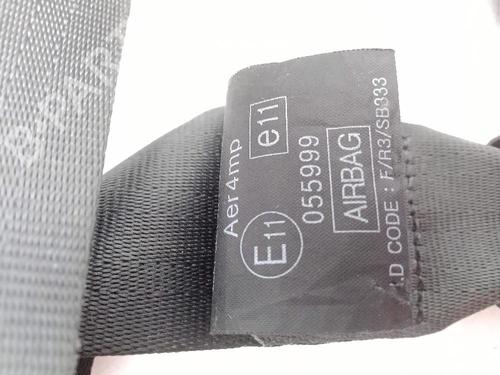 Aer4mp e11
E11 055999
AIRBAG
I.D CODE : F/R3/SB333